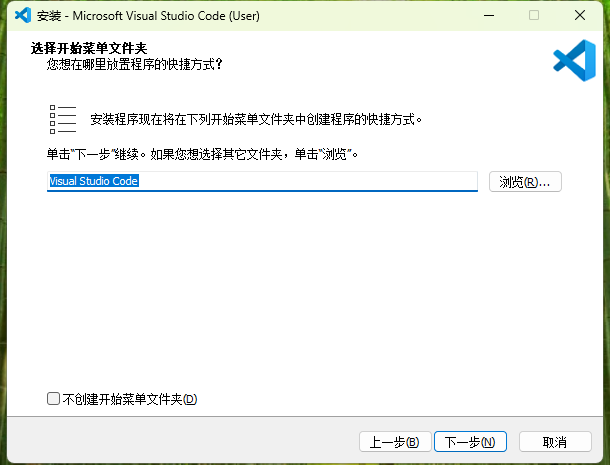 安装 - Microsoft Visual Studio Code (User)
选择开始菜单文件夹
您想在哪里放置程序的快捷方式?
安装程序现在将在下列开始菜单文件夹中创建程序的快捷方式。
单击“下一步”继续。如果您想选择其它文件夹，单击“浏览”。
Visual Studio Code
浏览(R)...
不创建开始菜单文件夹(D)
上一步(B)
下一步(N)
取消